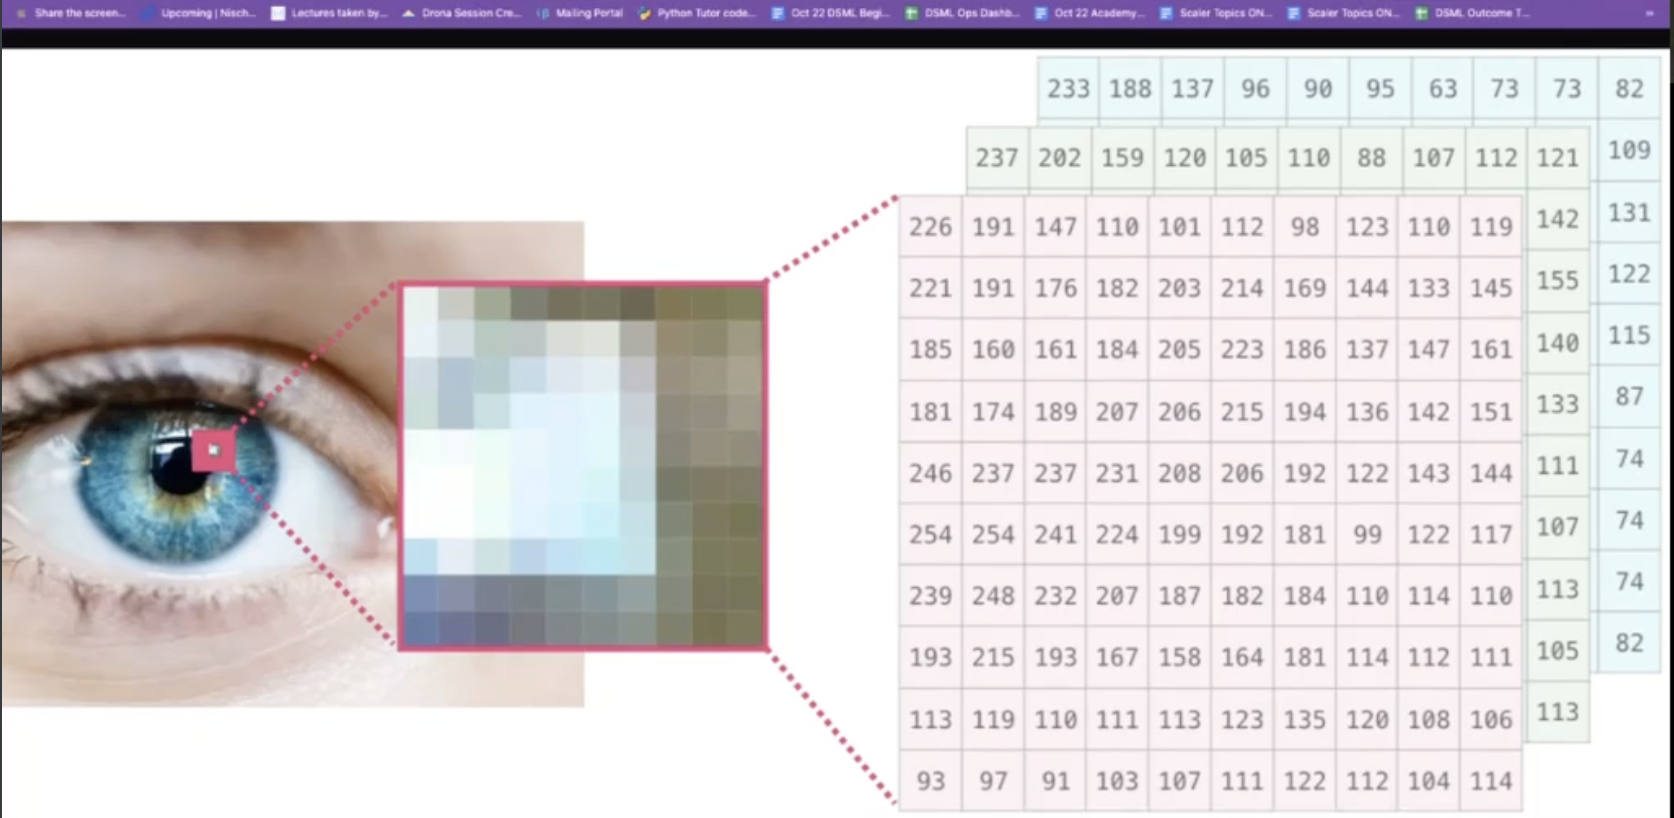 Share the screen... Upcoming | Nisch... Lectures taken by... Drona Session Cre... Mailing Portal Python Tutor code... Oct 22 DSML Begi... DSML Ops Dashb... Oct 22 Academy... Scaler Topics ON... Scaler Topics ON... DSML Outcome T... »
233 188 137 96 90 95 63 73 73 82
237 202 159 120 105 110 88 107 112 121 109
226 191 147 110 101 112 98 123 110 119 142 131
221 191 176 182 203 214 169 144 133 145 155 122
185 160 161 184 205 223 186 137 147 161 140 115
181 174 189 207 206 215 194 136 142 151 133 87
246 237 237 231 208 206 192 122 143 144 111 74
254 254 241 224 199 192 181 99 122 117 107 74
239 248 232 207 187 182 184 110 114 110 113 74
193 215 193 167 158 164 181 114 112 111 105 82
113 119 110 111 113 123 135 120 108 106 113
93 97 91 103 107 111 122 112 104 114